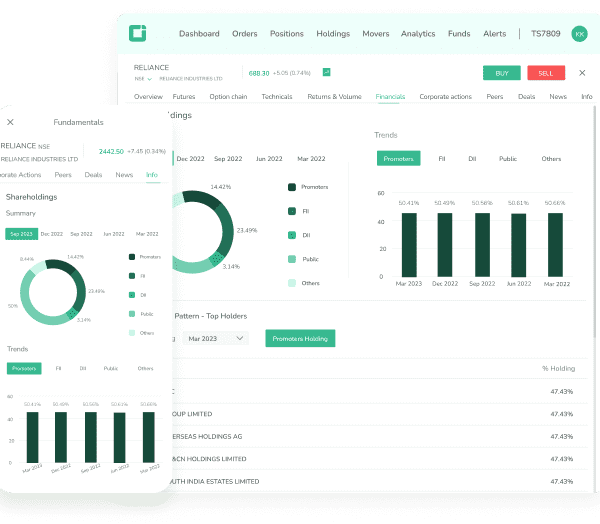 Dashboard Orders Positions Holdings Movers Analytics Funds Alerts TS7809 KK
RELIANCE
NSE RELIANCE INDUSTRIES LTD
688.30 +5.05 (0.74%)
BUY SELL
Overview Futures Option chain Technicals Returns & Volume Financials Corporate actions Peers Deals News Info
dings
Dec 2022 Sep 2022 Jun 2022 Mar 2022
14.42%
23.49%
3.14%
Promoters
FII
DII
Public
Others
Trends
Promoters FII DII Public Others
60
40
20
0
50.41% 50.49% 50.56% 50.61% 50.66%
Mar 2023 Dec 2022 Sep 2022 Jun 2022 Mar 2022
Pattern - Top Holders
Mar 2023 Promoters Holding
% Holding
C 47.43%
OUP LIMITED 47.43%
ERSEAS HOLDINGS AG 47.43%
&CN HOLDINGS LIMITED 47.43%
UTH INDIA ESTATES LIMITED 47.43%
Fundamentals
RELIANCE NSE
RELIANCE INDUSTRIES LTD
2442.50 +7.45 (0.34%)
orate Actions Peers Deals News Info
Shareholdings
Summary
Sep 2023 Dec 2022 Sep 2022 Jun 2022 Mar 2022
8.44%
14.42%
23.49%
3.14%
50%
Promoters
FII
DII
Public
Others
Trends
Promoters FII DII Public Others
60
40
20
0
50.41% 50.49% 50.56% 50.61% 50.66%
Mar 2023 Dec 2022 Sep 2022 Jun 2022 Mar 2022